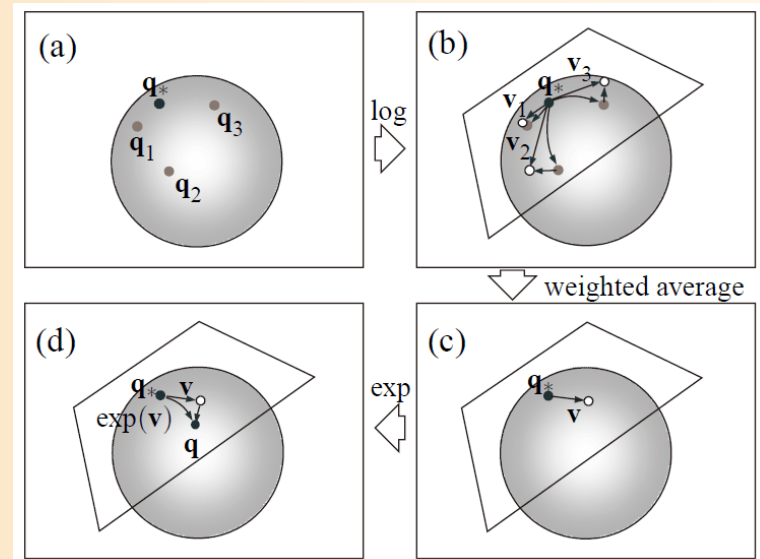 (a)
q*
q1
q2
q3
log
(b)
q*
v1
v2
v3
weighted average
(c)
q*
v
exp
(d)
q*
v
exp(v)
q